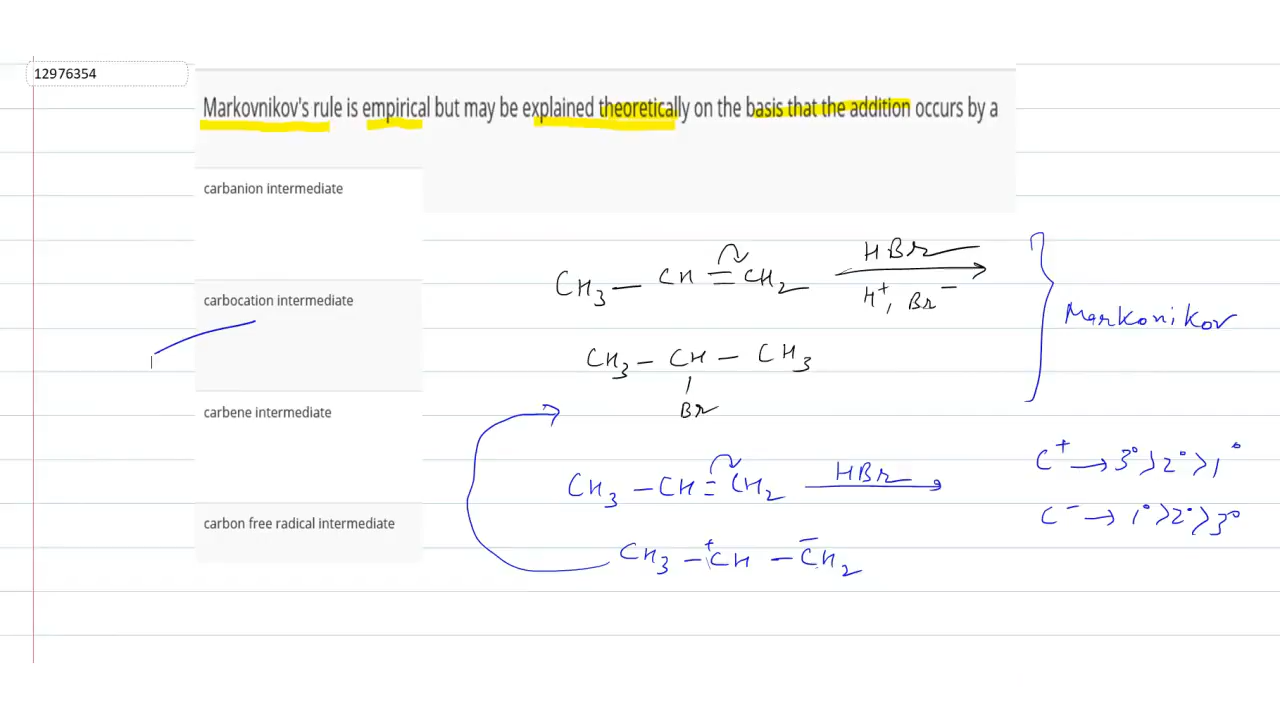 12976354
Markovnikov's rule is empirical but may be explained theoretically on the basis that the addition occurs by a
carbanion intermediate
carbocation intermediate
carbene intermediate
carbon free radical intermediate
CH3 — CH = CH2 HBr
H+, Br-
CH3 — CH — CH3
Br
Markonikov
CH3 — CH = CH2 HBr
CH3 — +CH — -CH2
C+ → 3° > 2° > 1°
C- → 1° > 2° > 3°